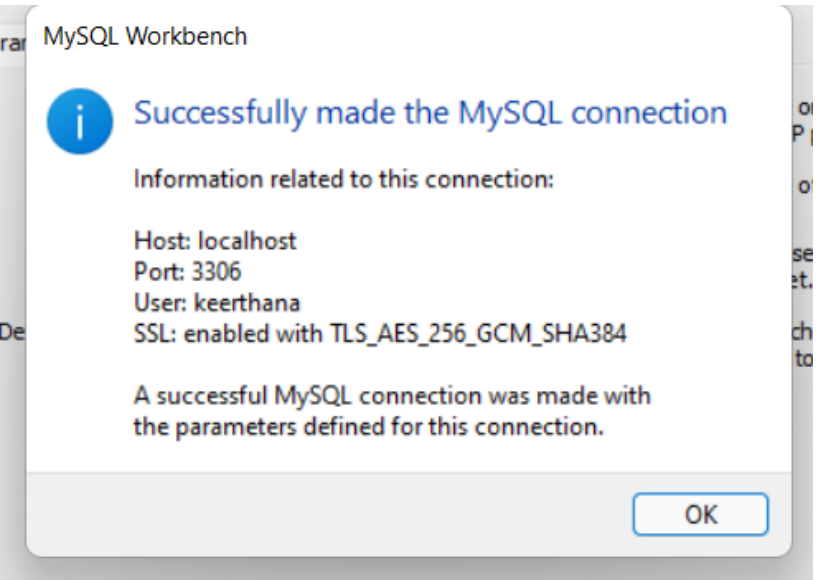 MySQL Workbench
Successfully made the MySQL connection
Information related to this connection:
Host: localhost
Port: 3306
User: keerthana
SSL: enabled with TLS_AES_256_GCM_SHA384
A successful MySQL connection was made with
the parameters defined for this connection.
OK